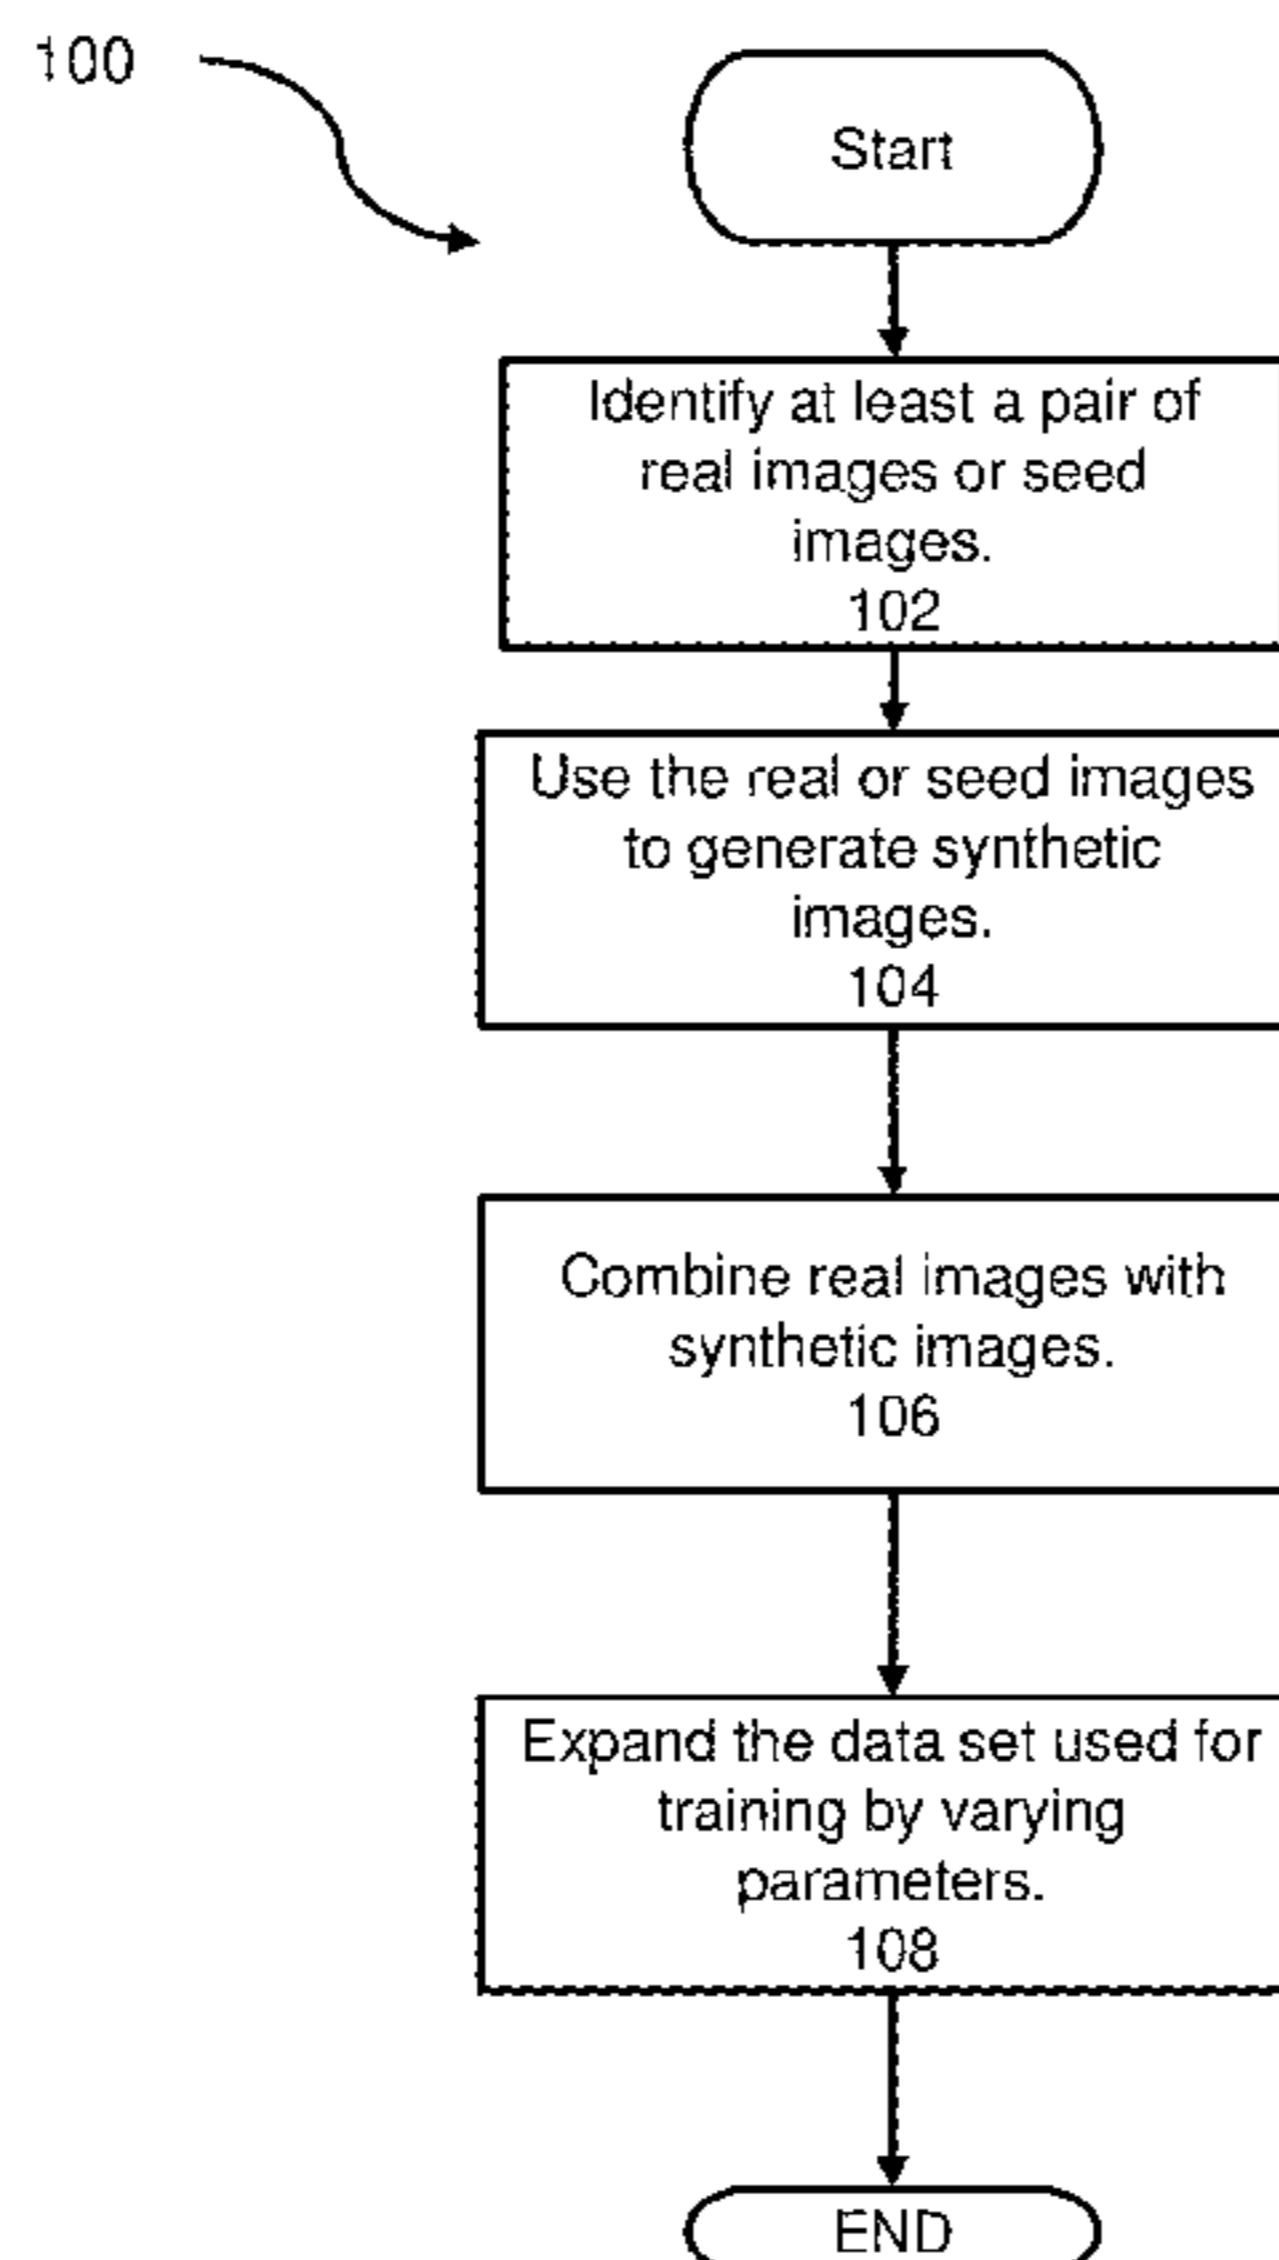 100
Start
Identify at least a pair of
real images or seed
images.
102
Use the real or seed images
to generate synthetic
images.
104
Combine real images with
synthetic images.
106
Expand the data set used for
training by varying
parameters.
108
END